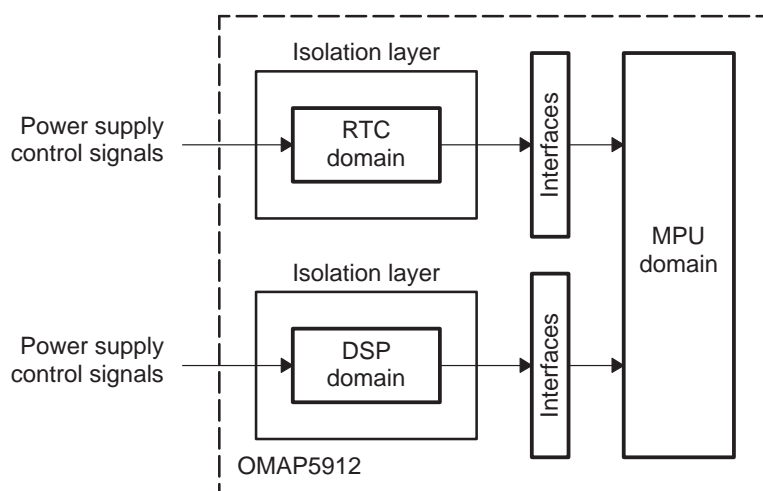 Isolation layer
Power supply
control signals
RTC
domain
Interfaces
MPU
domain
Isolation layer
Power supply
control signals
DSP
domain
Interfaces
OMAP5912